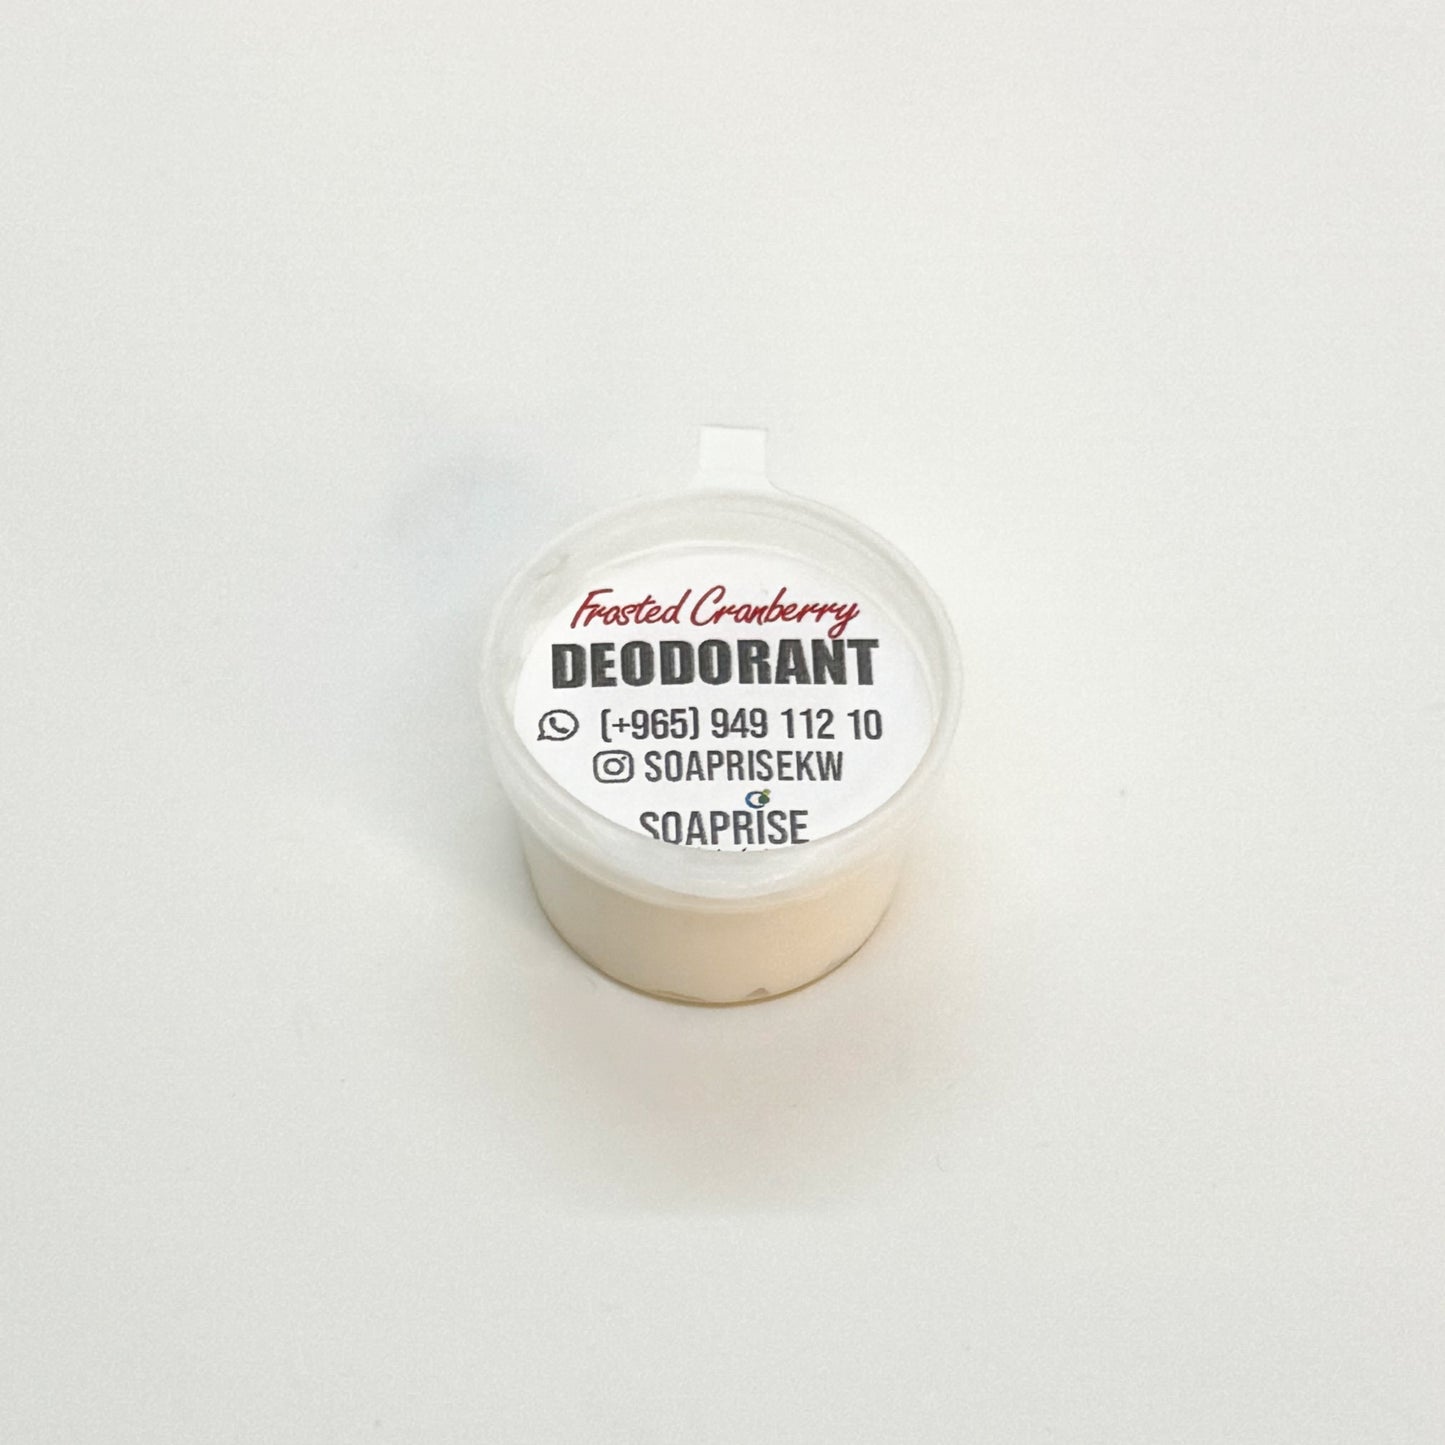 Frosted Cranberry
DEODORANT
(+965) 949 112 10
SOAPRISEKW
SOAPRISE